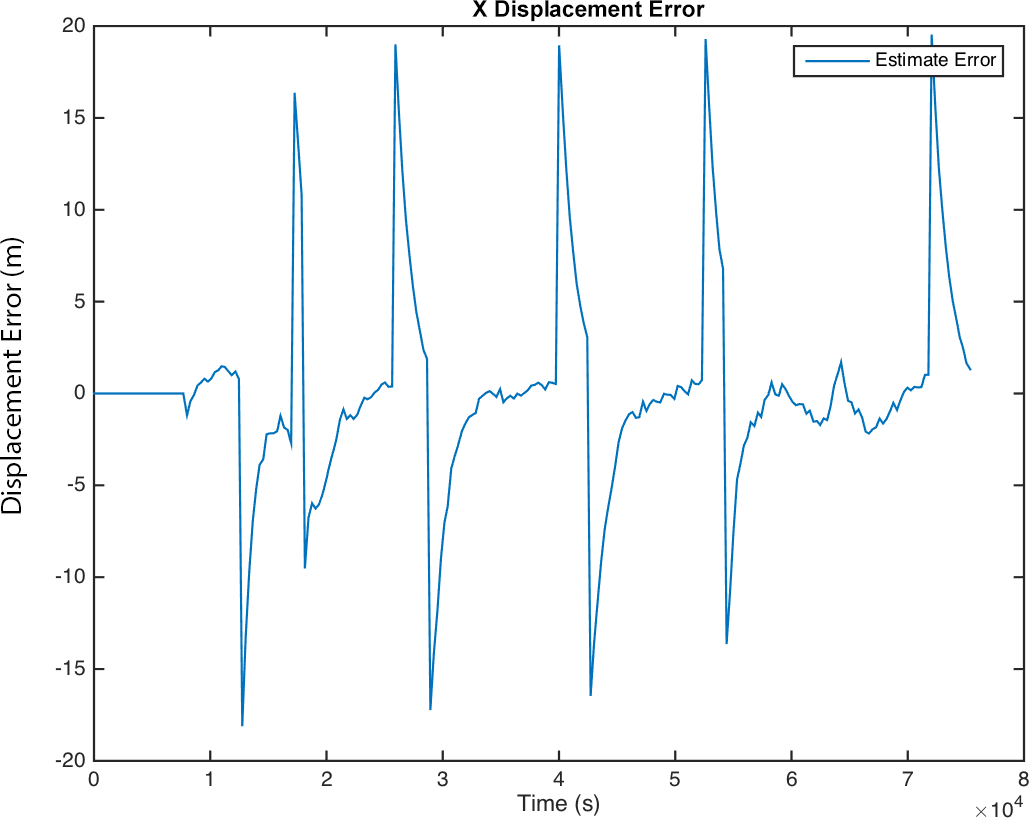 X Displacement Error
Estimate Error
Displacement Error (m)
20
15
10
5
0
-5
-10
-15
-20
0 1 2 3 4 5 6 7 8
Time (s)
×10⁴